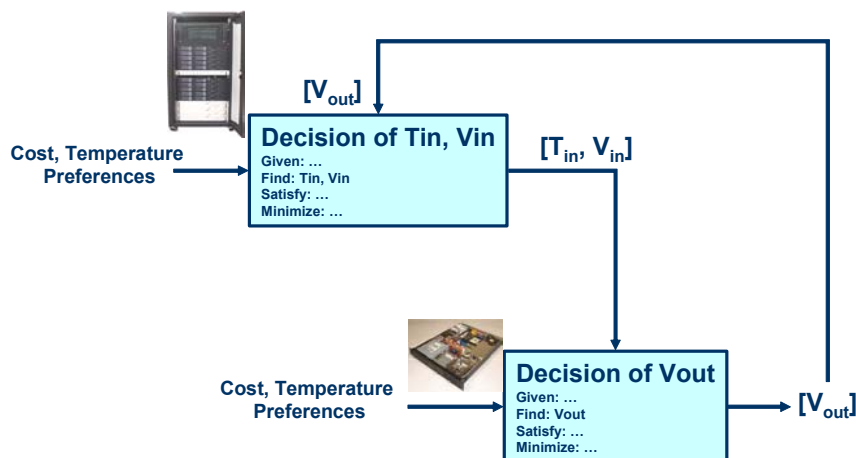 [Vout]
Decision of Tin, Vin
Given: …
Find: Tin, Vin
Satisfy: …
Minimize: …
Cost, Temperature
Preferences
[Tin, Vin]
Decision of Vout
Given: …
Find: Vout
Satisfy: …
Minimize: …
Cost, Temperature
Preferences
[Vout]